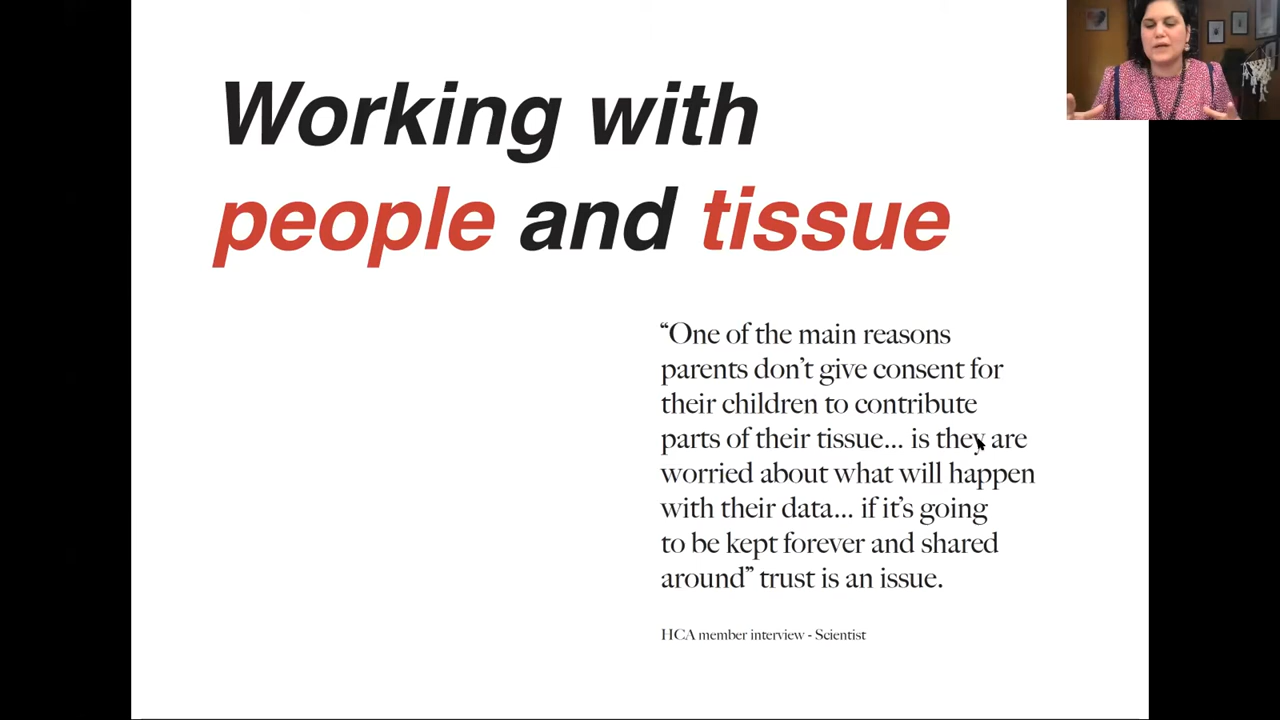 Working with
people and tissue
“One of the main reasons
parents don’t give consent for
their children to contribute
parts of their tissue... is they are
worried about what will happen
with their data... if it’s going
to be kept forever and shared
around” trust is an issue.
HCA member interview - Scientist